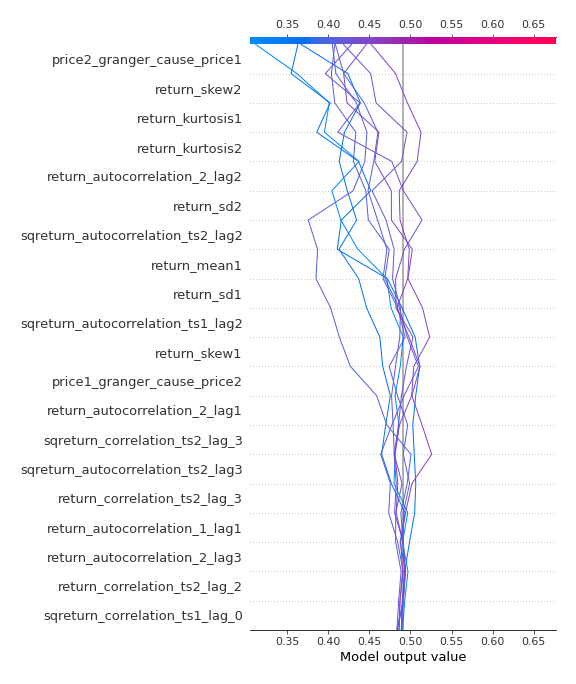 0.35 0.40 0.45 0.50 0.55 0.60 0.65
price2_granger_cause_price1
return_skew2
return_kurtosis1
return_kurtosis2
return_autocorrelation_2_lag2
return_sd2
sqreturn_autocorrelation_ts2_lag2
return_mean1
return_sd1
sqreturn_autocorrelation_ts1_lag2
return_skew1
price1_granger_cause_price2
return_autocorrelation_2_lag1
sqreturn_correlation_ts2_lag_3
sqreturn_autocorrelation_ts2_lag3
return_correlation_ts2_lag_3
return_autocorrelation_1_lag1
return_autocorrelation_2_lag3
return_correlation_ts2_lag_2
sqreturn_correlation_ts1_lag_0
0.35 0.40 0.45 0.50 0.55 0.60 0.65
Model output value